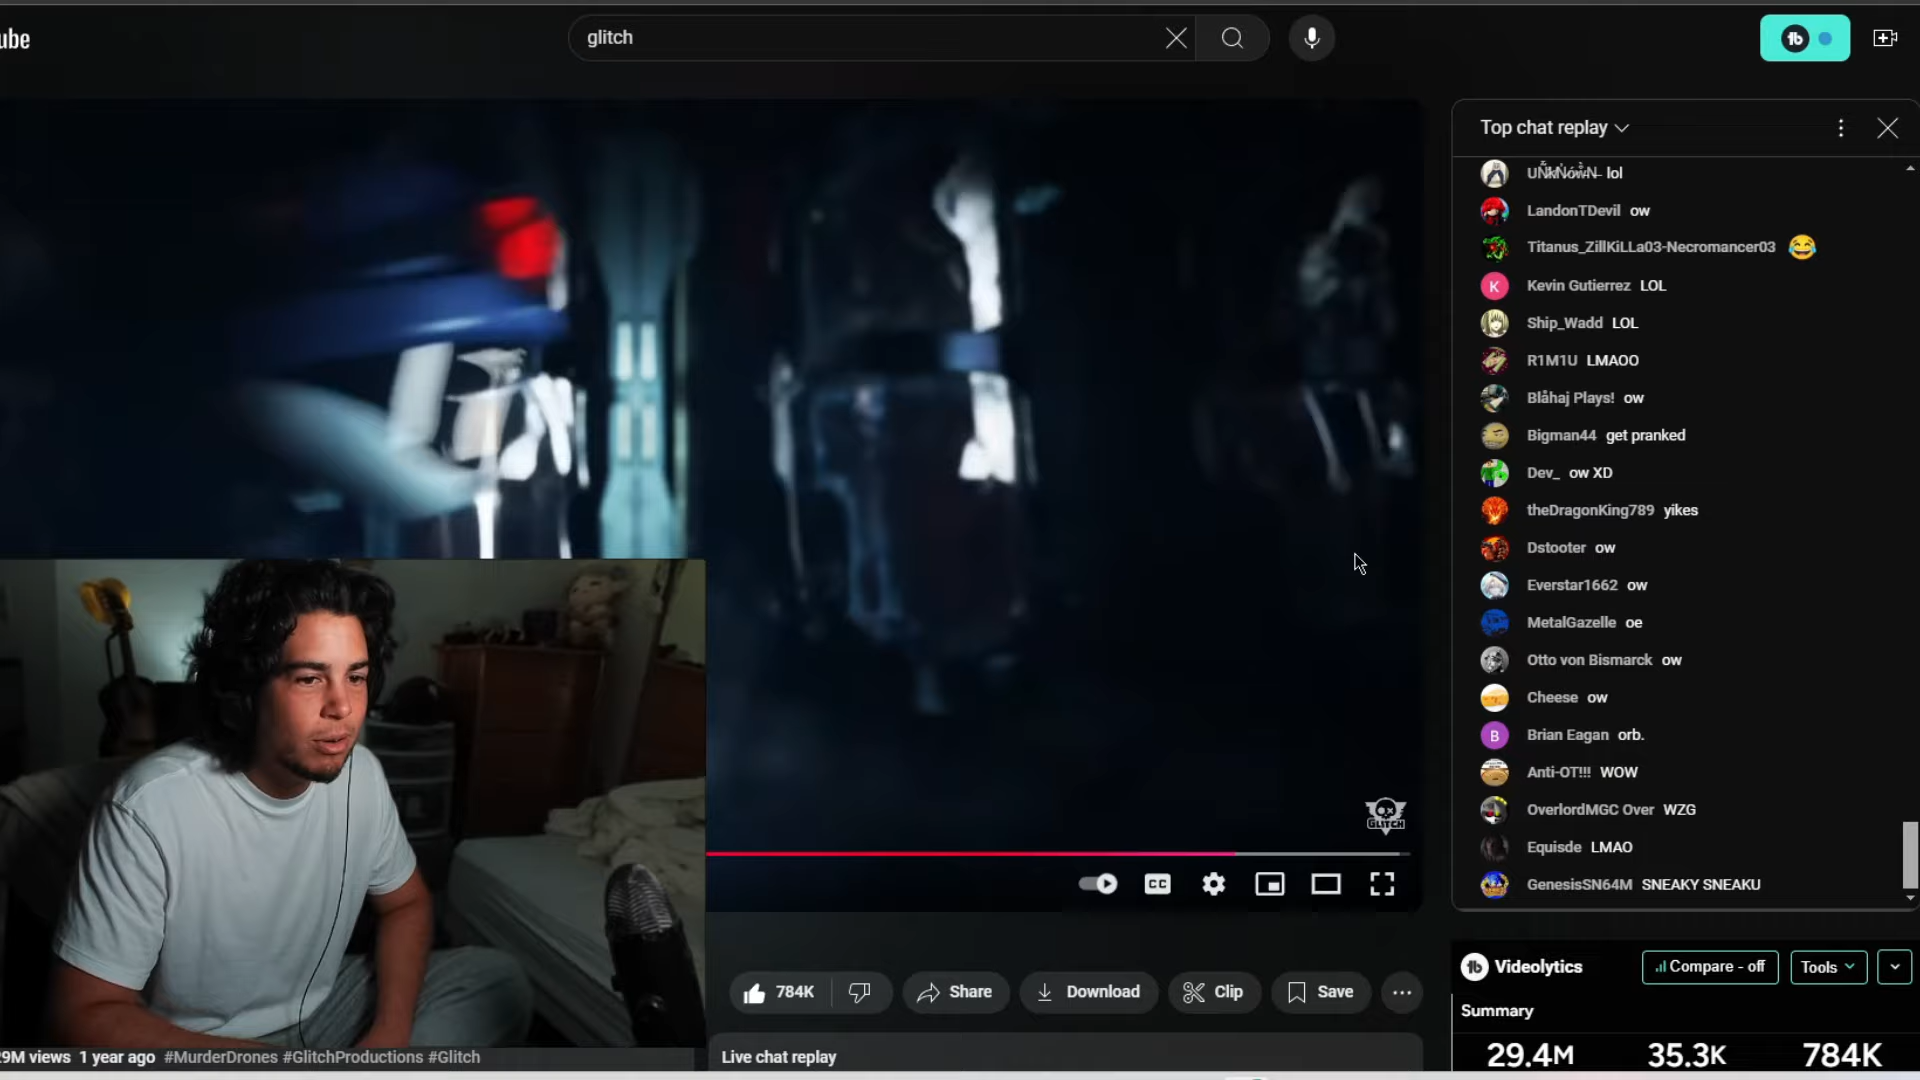 ube
glitch
Top chat replay
lol
LandonTDevil ow
Titanus_ZillKiLLa03-Necromancer03 😂
K Kevin Gutierrez LOL
Ship_Wadd LOL
R1M1U LMAOO
Blåhaj Plays! ow
Bigman44 get pranked
Dev_ ow XD
theDragonKing789 yikes
Dstooter ow
Everstar1662 ow
MetalGazelle oe
Otto von Bismarck ow
Cheese ow
B Brian Eagan orb.
Anti-OT!!! WOW
OverlordMGC Over WZG
Equisde LMAO
GenesisSN64M SNEAKY SNEAKU
GLITCH
CC
784K
Share
Download
Clip
Save
29M views 1 year ago #MurderDrones #GlitchProductions #Glitch
Live chat replay
tb Videolytics
Compare - off
Tools
Summary
29.4M 35.3K 784K